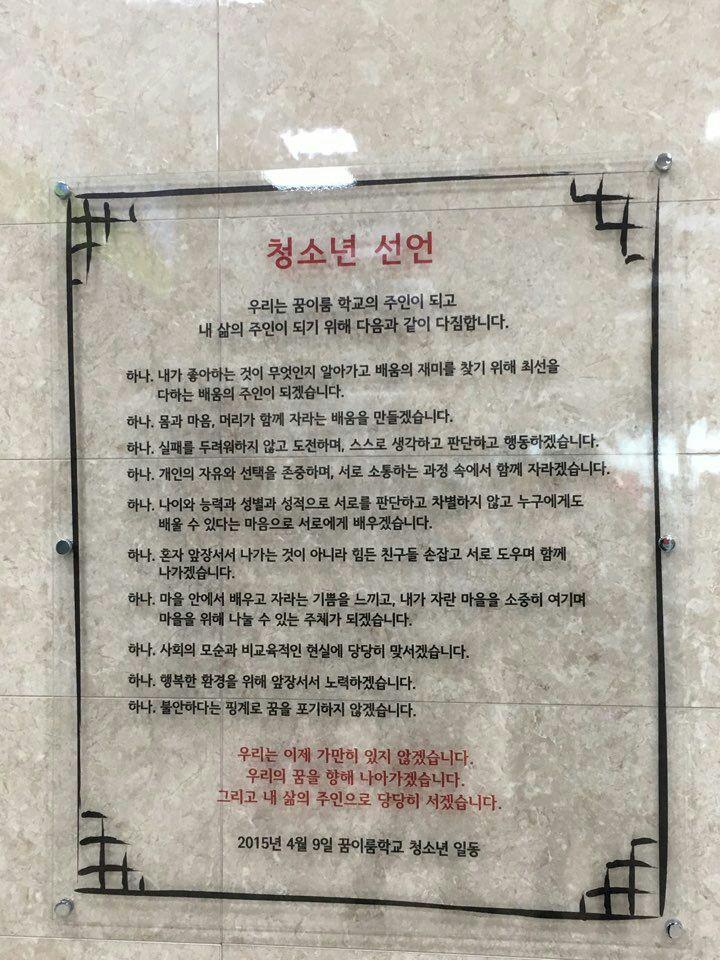 청소년 선언
우리는 꿈이룸 학교의 주인이 되고
내 삶의 주인이 되기 위해 다음과 같이 다짐합니다.
하나. 내가 좋아하는 것이 무엇인지 알아가고 배움의 재미를 찾기 위해 최선을
다하는 배움의 주인이 되겠습니다.
하나. 몸과 마음, 머리가 함께 자라는 배움을 만들겠습니다.
하나. 실패를 두려워하지 않고 도전하며, 스스로 생각하고 판단하고 행동하겠습니다.
하나. 개인의 자유와 선택을 존중하며, 서로 소통하는 과정 속에서 함께 자라겠습니다.
하나. 나이와 능력과 성별과 성적으로 서로를 판단하고 차별하지 않고 누구에게도
배울 수 있다는 마음으로 서로에게 배우겠습니다.
하나. 혼자 앞장서서 나가는 것이 아니라 힘든 친구들 손잡고 서로 도우며 함께
나가겠습니다.
하나. 마을 안에서 배우고 자라는 기쁨을 느끼고, 내가 자란 마을을 소중히 여기며
마을을 위해 나눌 수 있는 주체가 되겠습니다.
하나. 사회의 모순과 비교육적인 현실에 당당히 맞서겠습니다.
하나. 행복한 환경을 위해 앞장서서 노력하겠습니다.
하나. 불안하다는 핑계로 꿈을 포기하지 않겠습니다.
우리는 이제 가만히 있지 않겠습니다.
우리의 꿈을 향해 나아가겠습니다.
그리고 내 삶의 주인으로 당당히 서겠습니다.
2015년 4월 9일 꿈이룸학교 청소년 일동